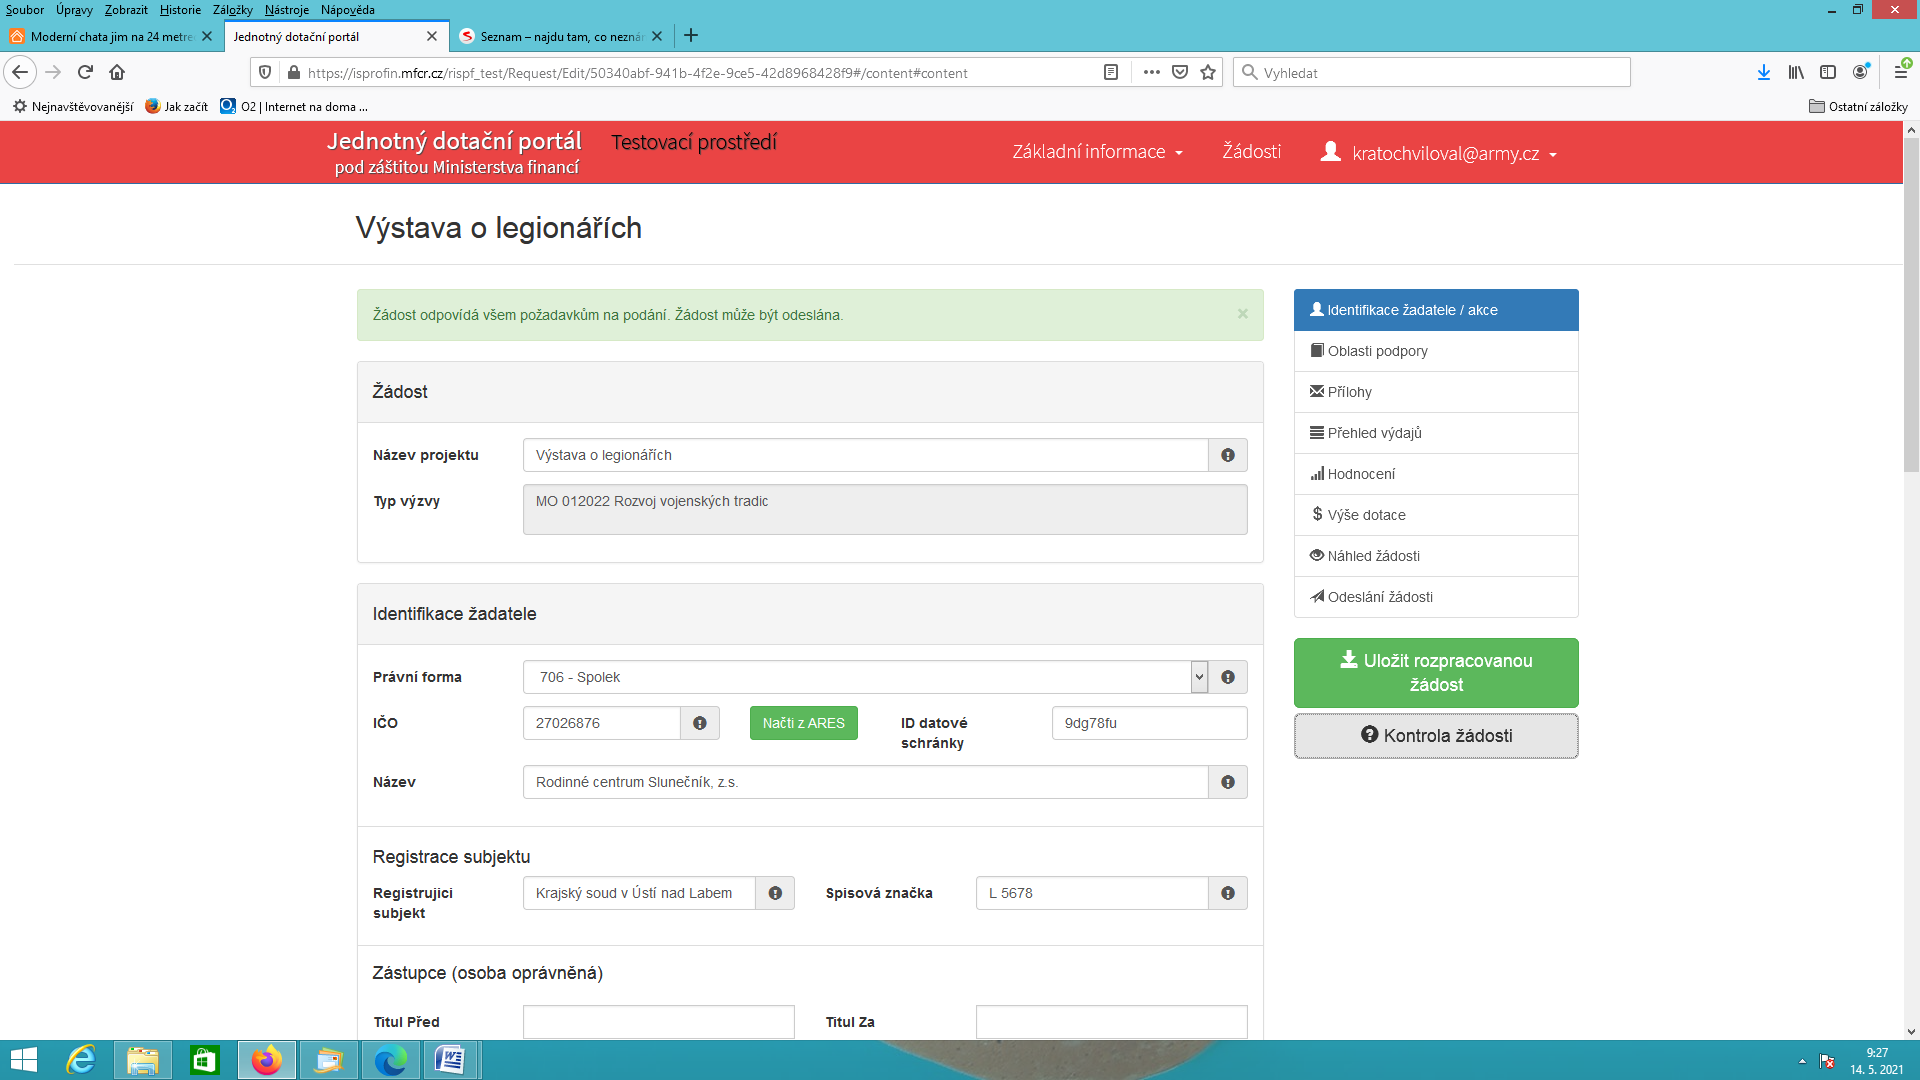 Soubor Úpravy Zobrazit Historie Záložky Nástroje Nápověda
Moderní chata jim na 24 metre
Jednotný dotační portál
Seznam – najdu tam, co neznám
https://isprofin.mfcr.cz/rispf_test/Request/Edit/50340abf-941b-4f2e-9ce5-42d8968428f9#/content#content
Vyhledat
Nejnavštěvovanější
Jak začít
O2 | Internet na doma ...
Ostatní záložky
Jednotný dotační portál
pod záštitou Ministerstva financí
Testovací prostředí
Základní informace
Žádosti
kratochviloval@army.cz
Výstava o legionářích
Žádost odpovídá všem požadavkům na podání. Žádost může být odeslána.
Žádost
Název projektu
Výstava o legionářích
Typ výzvy
MO 012022 Rozvoj vojenských tradic
Identifikace žadatele
Právní forma
706 - Spolek
IČO
27026876
Načti z ARES
ID datové
schránky
9dg78fu
Název
Rodinné centrum Slunečník, z.s.
Registrace subjektu
Registrující
subjekt
Krajský soud v Ústí nad Labem
Spisová značka
L 5678
Zástupce (osoba oprávněná)
Titul Před
Titul Za
Identifikace žadatele / akce
Oblasti podpory
Přílohy
Přehled výdajů
Hodnocení
Výše dotace
Náhled žádosti
Odeslání žádosti
Uložit rozpracovanou
žádost
Kontrola žádosti
9:27
14. 5. 2021